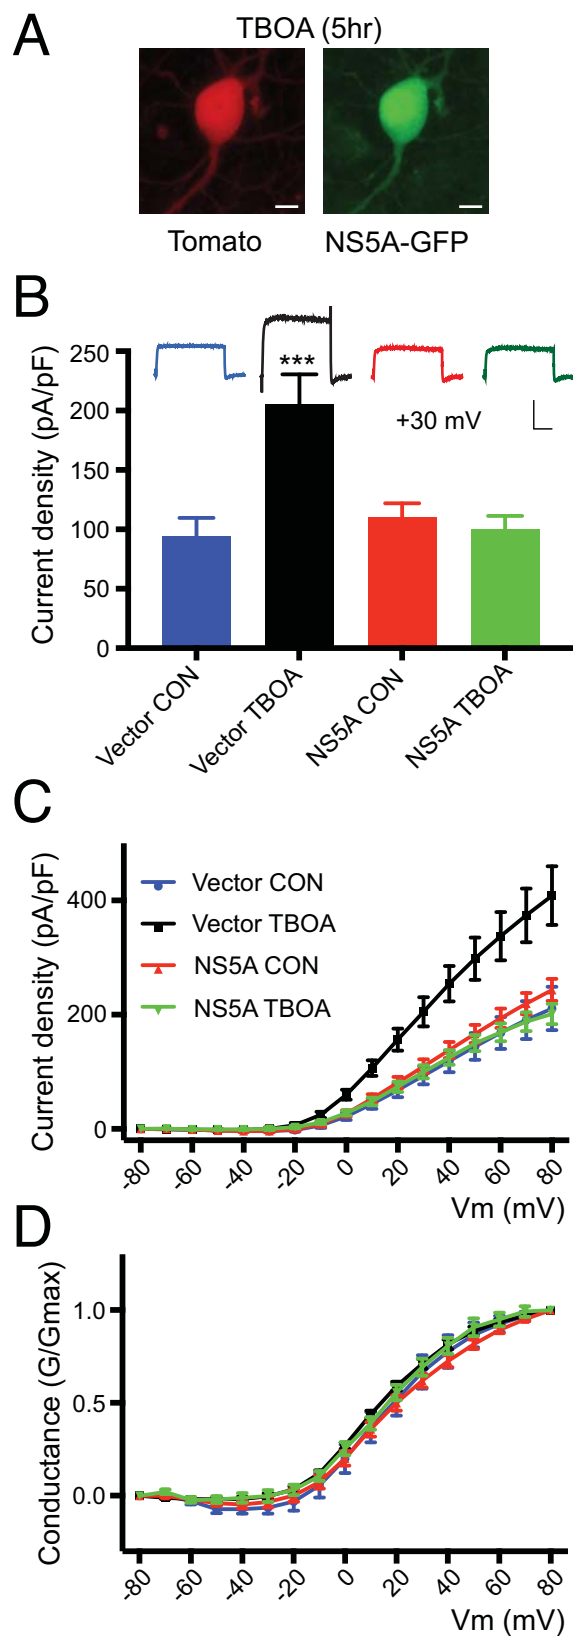 A
TBOA (5hr)
Tomato
NS5A-GFP
B
Current density (pA/pF)
250
200
150
100
50
0
***
+30 mV
Vector CON
Vector TBOA
NS5A CON
NS5A TBOA
C
Current density (pA/pF)
400
200
0
Vector CON
Vector TBOA
NS5A CON
NS5A TBOA
-80
-60
-40
-20
0
20
40
60
80
Vm (mV)
D
Conductance (G/Gmax)
1.0
0.5
0.0
-80
-60
-40
-20
0
20
40
60
80
Vm (mV)